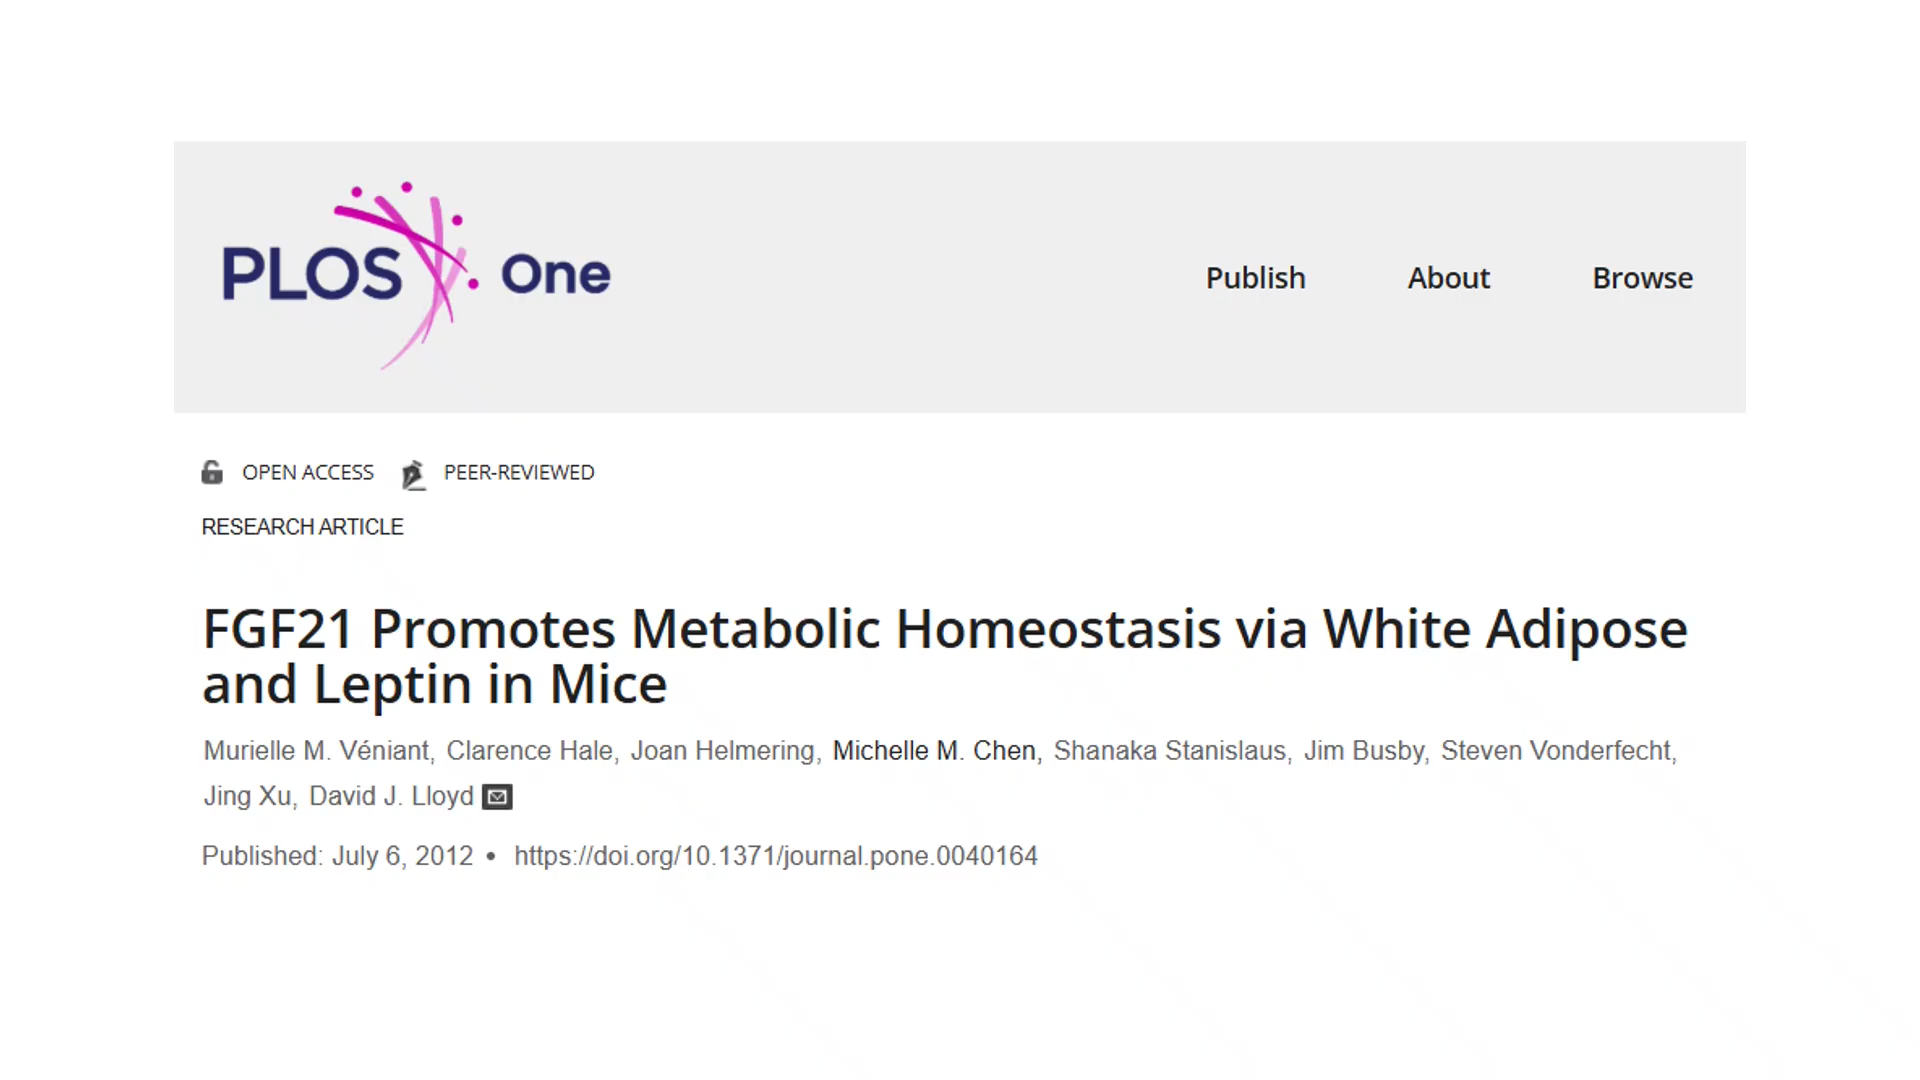 PLOS One
Publish About Browse
OPEN ACCESS PEER-REVIEWED
RESEARCH ARTICLE
FGF21 Promotes Metabolic Homeostasis via White Adipose
and Leptin in Mice
Murielle M. Véniant, Clarence Hale, Joan Helmering, Michelle M. Chen, Shanaka Stanislaus, Jim Busby, Steven Vonderfecht,
Jing Xu, David J. Lloyd
Published: July 6, 2012 • https://doi.org/10.1371/journal.pone.0040164